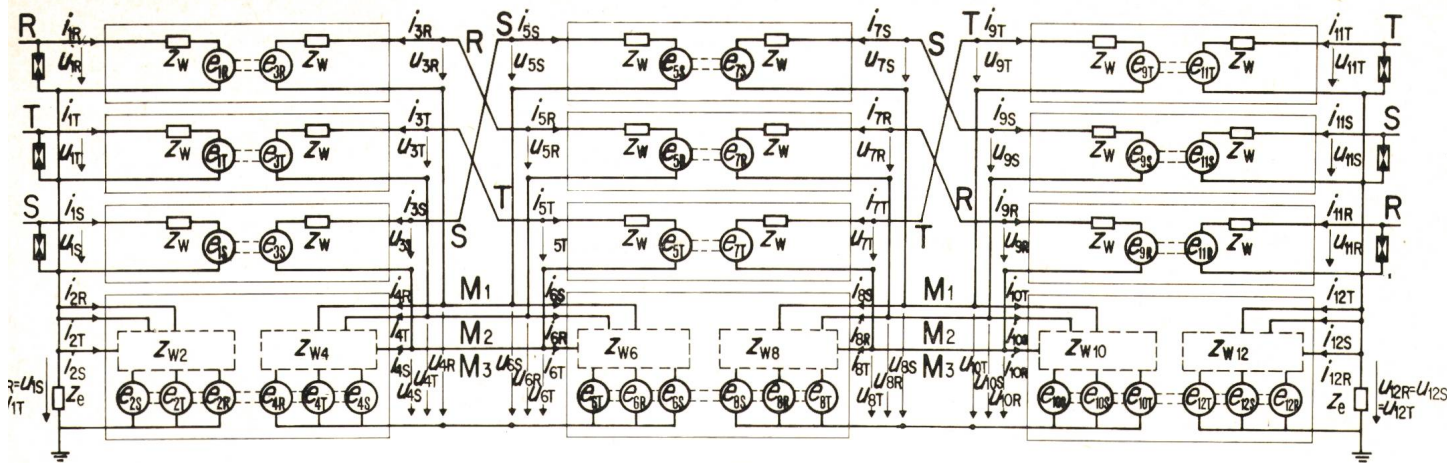 R i1R i3R R S i5S i7S S T i9T i11T T
u1R ZW e1R e3R ZW u3R u5S ZW e5S e7S ZW u7S u9T ZW e9T e11T ZW u11T
T i1T i3T i5R i7R i9S i11S S
u1T ZW e1T e3T ZW u3T u5R ZW e5R e7R ZW u7R u9S ZW e9S e11S ZW u11S
S i1S i3S T i5T i7T R i9R i11R R
u1S ZW e1S e3S ZW u3S S 5T ZW e5T e7T ZW u7T T u9R ZW e9R e11R ZW u11R
i2R i4R M1 i6S i8S M1 i10T i12T
i2T ZW2 ZW4 i4T M2 i6R ZW6 ZW8 i8R M2 ZW10 ZW12 i12S
i2S i4S M3 i6T i8T M3 i10R i12R
R=u1S Ze e2S e2T e2R e4R e4T e4S u4S u4T u4R u6S u6R u6T e6T e6R e6S e8S e8R e8T u8T u8R u8S u10T u10S u10R e10S e10T e12T e12S e12R Ze u12R=u12S
1T =u12T